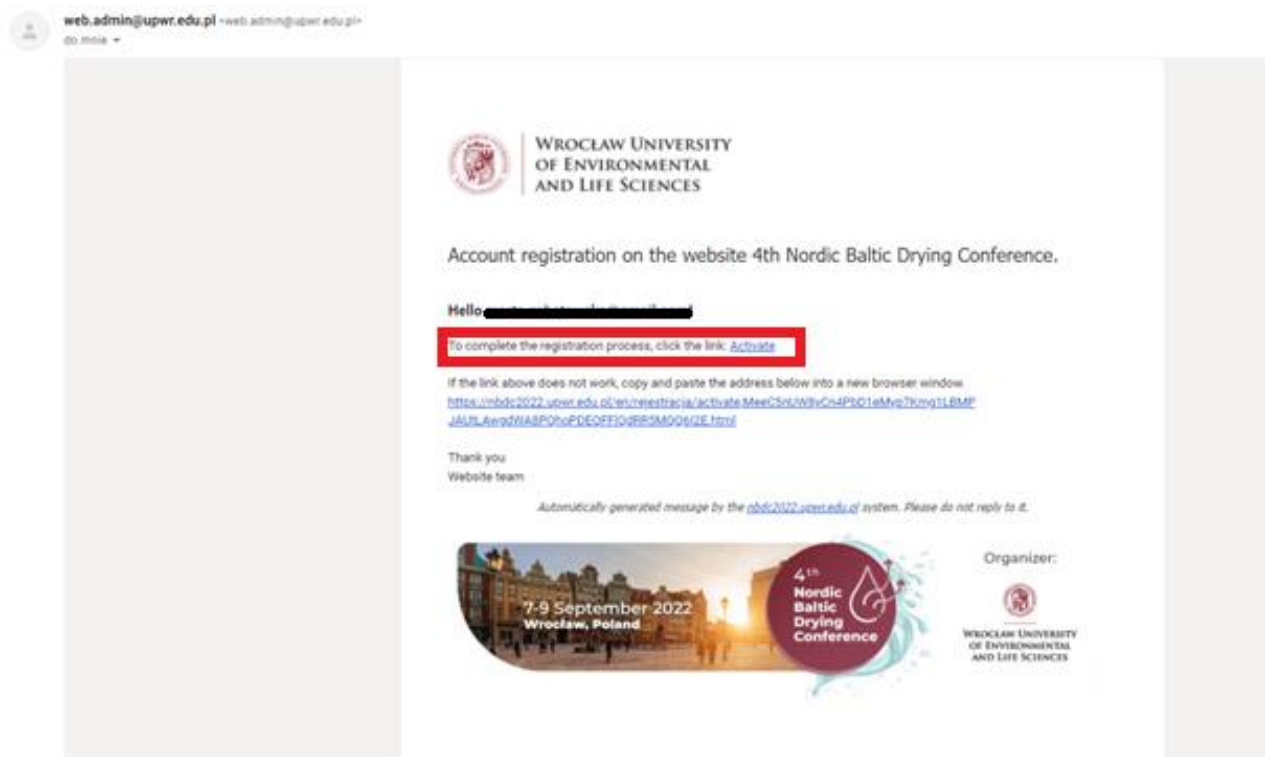 web.admin@upwr.edu.pl <web.admin@upwr.edu.pl>
do mnie
WROCŁAW UNIVERSITY
OF ENVIRONMENTAL
AND LIFE SCIENCES
Account registration on the website 4th Nordic Baltic Drying Conference.
Hello
To complete the registration process, click the link: Activate
If the link above does not work, copy and paste the address below into a new browser window.
Thank you
Website team
Automatically generated message by the nbdc2022.upwr.edu.pl system. Please do not reply to it.
7-9 September 2022
Wrocław, Poland
4th
Nordic
Baltic
Drying
Conference
Organizer:
WROCŁAW UNIVERSITY
OF ENVIRONMENTAL
AND LIFE SCIENCES